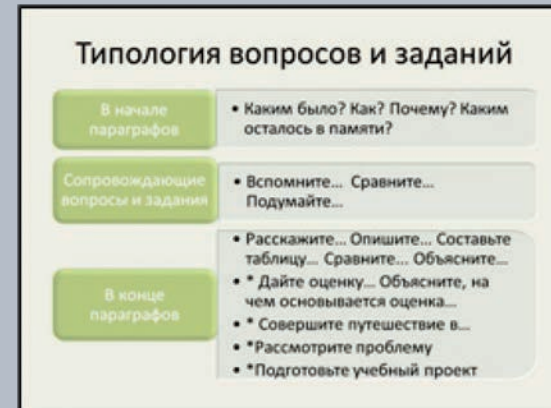 Типология вопросов и заданий
В начале
параграфов
• Каким было? Как? Почему? Каким
осталось в памяти?
Сопровождающие
вопросы и задания
• Вспомните... Сравните...
Подумайте...
В конце
параграфов
• Расскажите... Опишите... Составьте
таблицу... Сравните... Объясните...
• * Дайте оценку... Объясните, на
чем основывается оценка...
• * Совершите путешествие в...
• *Рассмотрите проблему
• *Подготовьте учебный проект